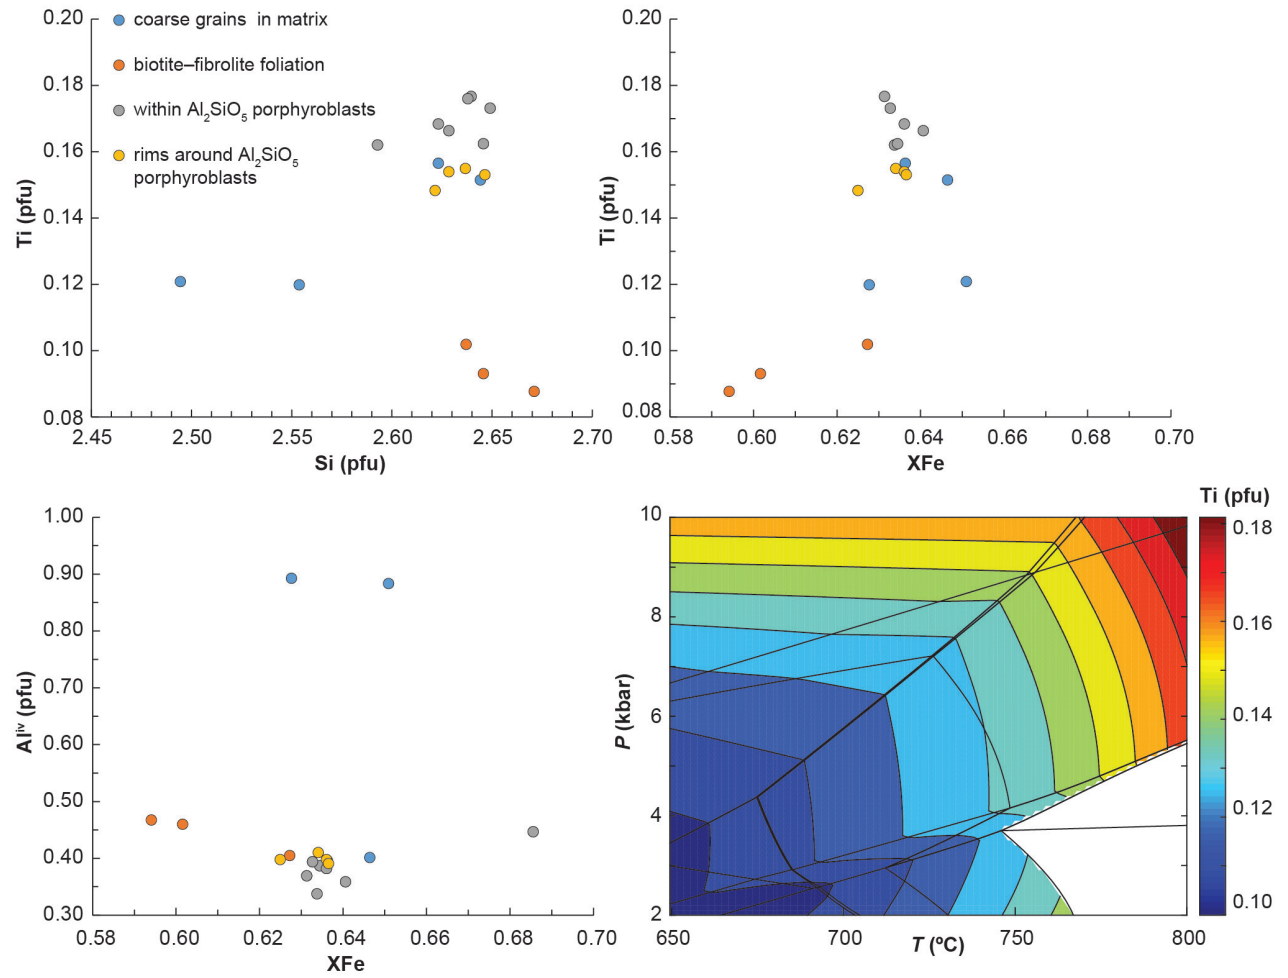 0.20
0.18
0.16
0.14
0.12
0.10
0.08
Ti (pfu)
coarse grains in matrix
biotite–fibrolite foliation
within Al₂SiO₅ porphyroblasts
rims around Al₂SiO₅
porphyroblasts
2.45 2.50 2.55 2.60 2.65 2.70
Si (pfu)
0.20
0.18
0.16
0.14
0.12
0.10
0.08
Ti (pfu)
0.58 0.60 0.62 0.64 0.66 0.68 0.70
XFe
1.00
0.90
0.80
0.70
0.60
0.50
0.40
0.30
Alⁱᵛ (pfu)
0.58 0.60 0.62 0.64 0.66 0.68 0.70
XFe
10
8
6
4
2
P (kbar)
650 700 750 800
T (ºC)
Ti (pfu)
0.18
0.16
0.14
0.12
0.10